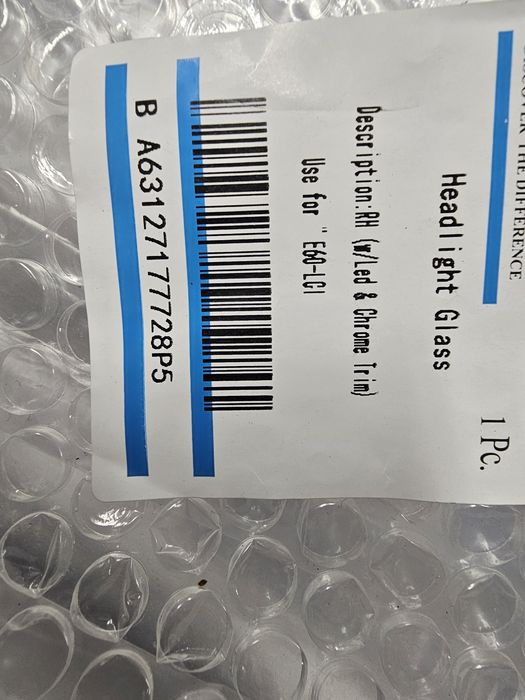 THE DIFFERENCE
1 Pc.
Headlight Glass
Description:RH (w/Led & Chrome Trim)
Use for "E60-LCI
B A63127177728P5